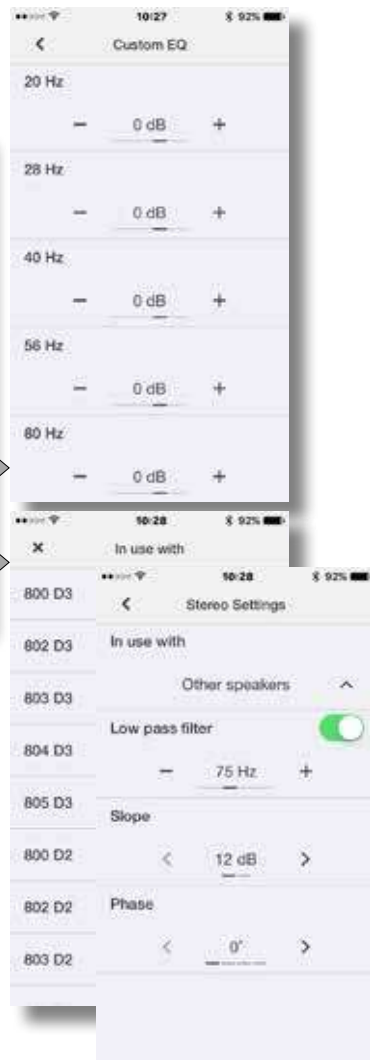 10:27 92%
Custom EQ
20 Hz
− 0 dB +
28 Hz
− 0 dB +
40 Hz
− 0 dB +
56 Hz
− 0 dB +
80 Hz
− 0 dB +
10:28 92%
× In use with
800 D3
802 D3
803 D3
804 D3
805 D3
800 D2
802 D2
803 D2
10:28 92%
Stereo Settings
In use with
Other speakers
Low pass filter
− 75 Hz +
Slope
< 12 dB >
Phase
< 0° >